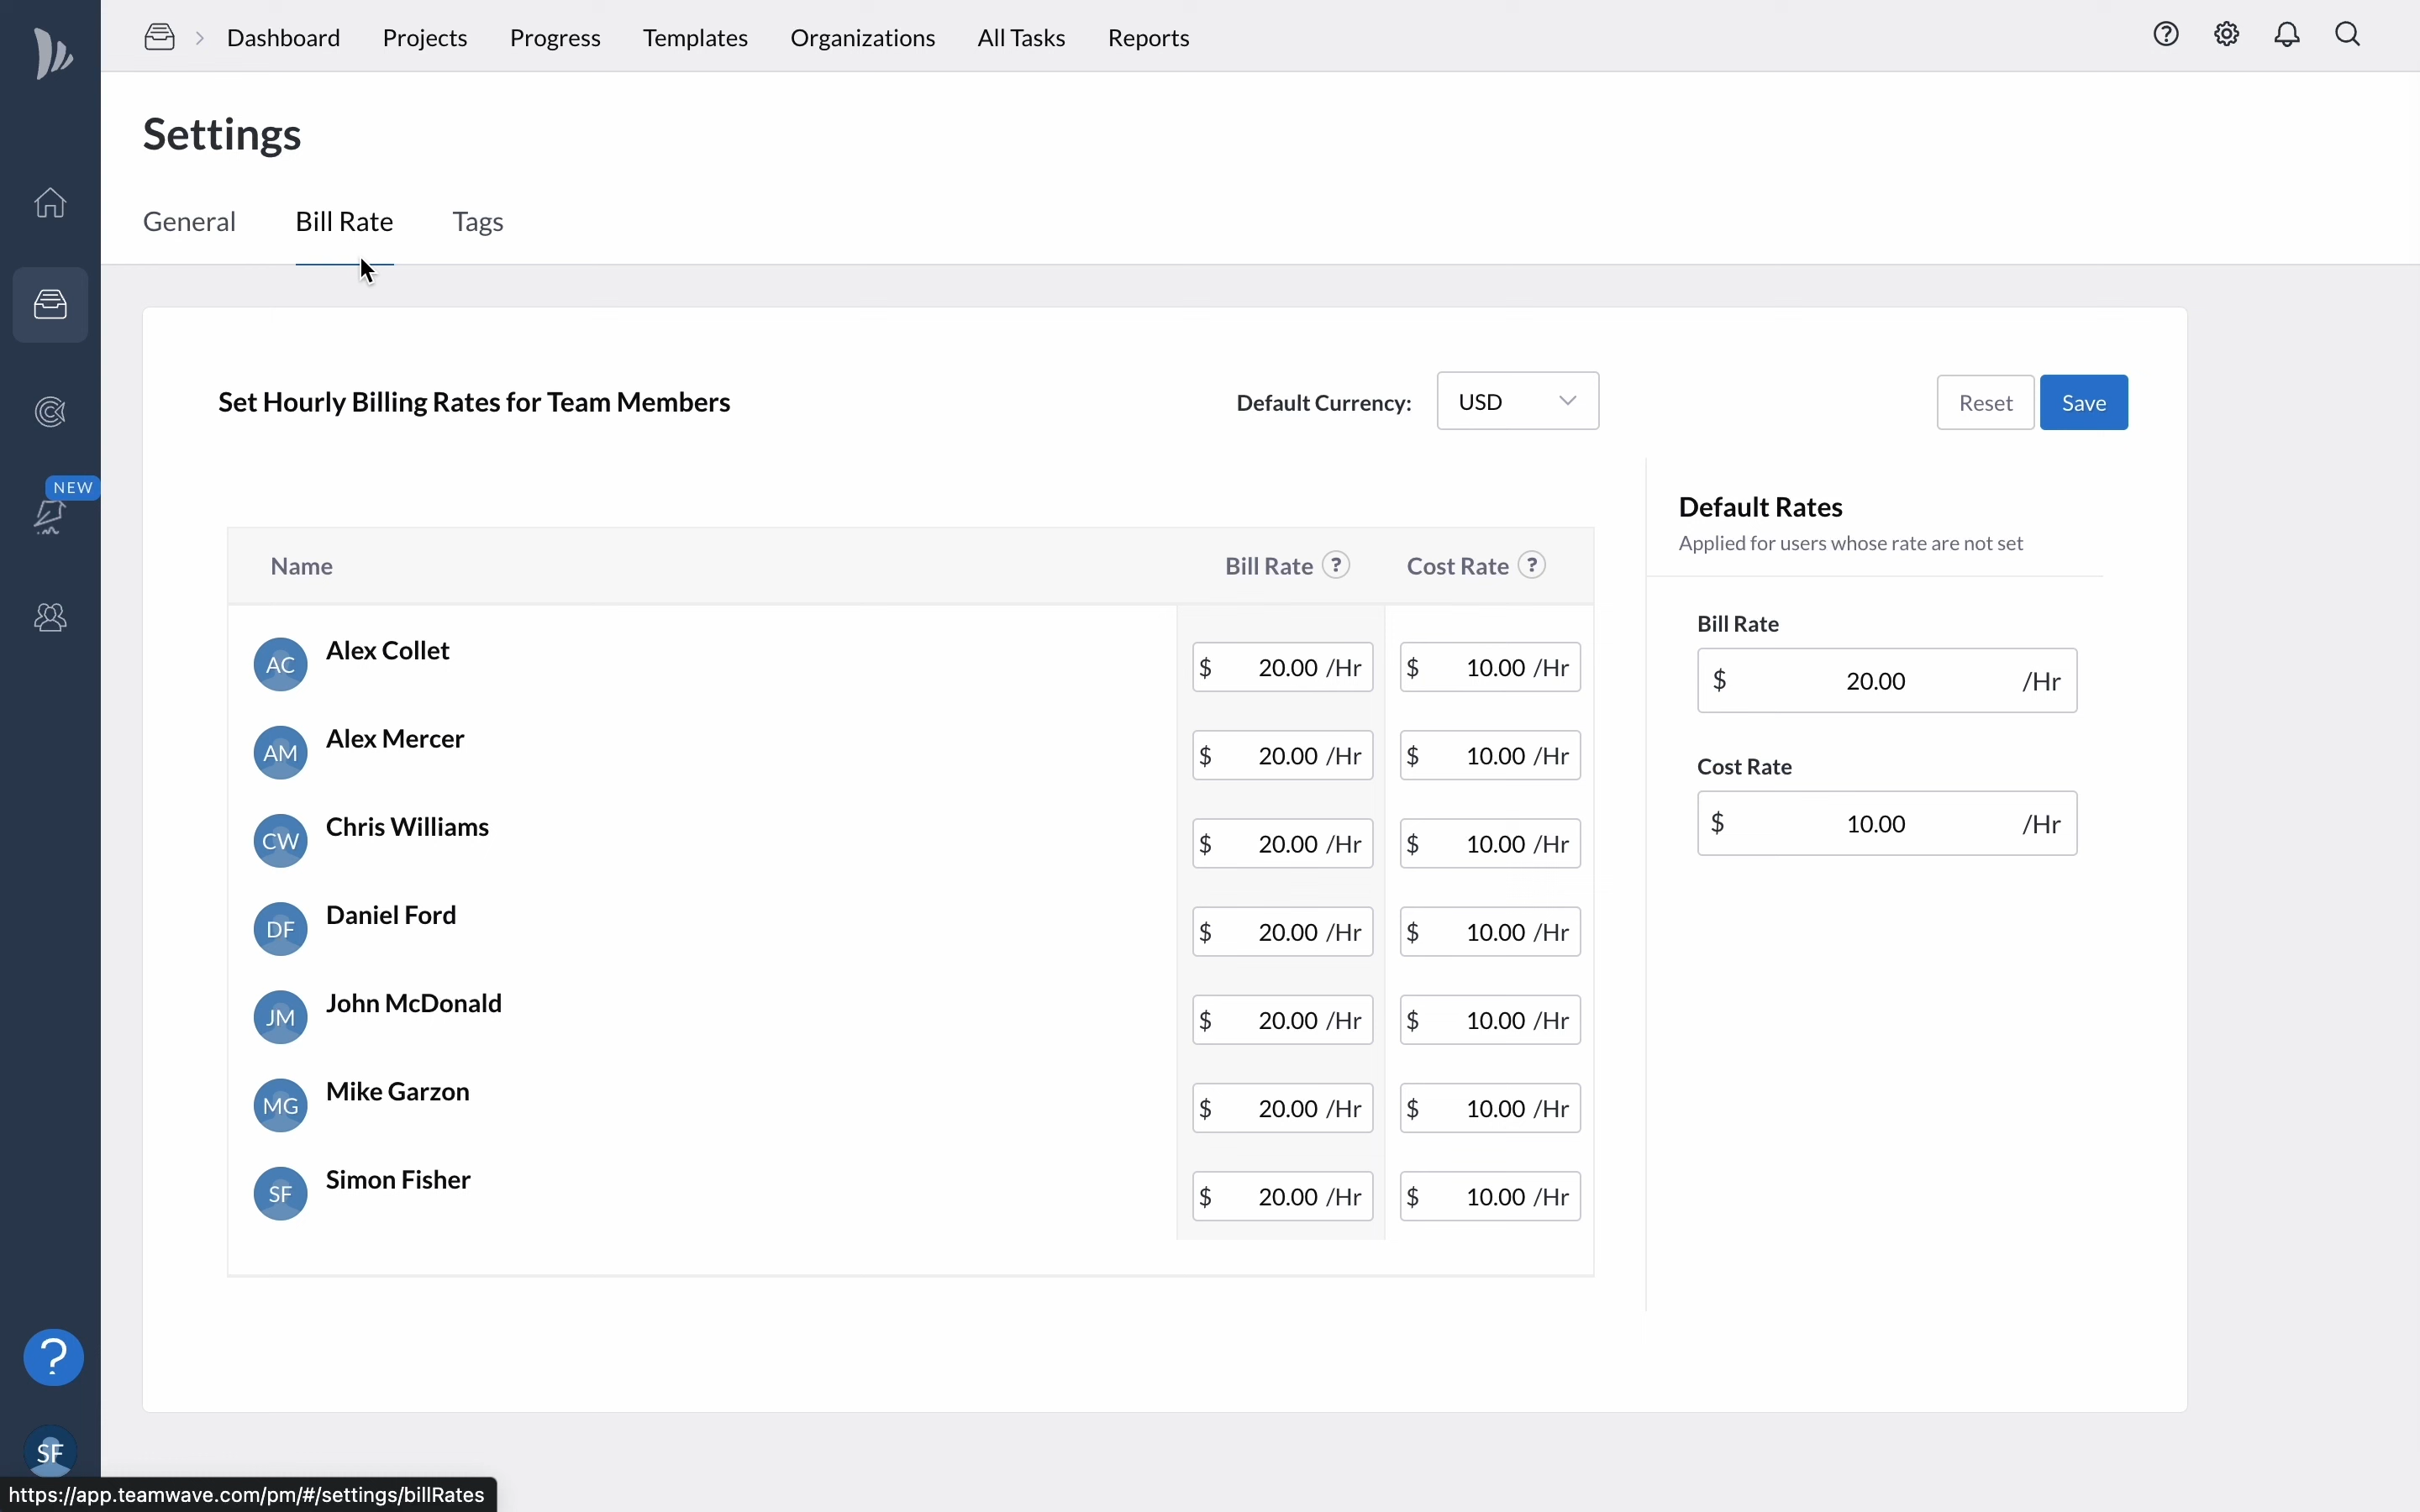 Dashboard Projects Progress Templates Organizations All Tasks Reports
Settings
General Bill Rate Tags
Set Hourly Billing Rates for Team Members Default Currency: USD Reset Save
NEW
Default Rates
Applied for users whose rate are not set
Name Bill Rate ? Cost Rate ?
Bill Rate
$ 20.00 /Hr
Cost Rate
$ 10.00 /Hr
AC Alex Collet $ 20.00 /Hr $ 10.00 /Hr
AM Alex Mercer $ 20.00 /Hr $ 10.00 /Hr
CW Chris Williams $ 20.00 /Hr $ 10.00 /Hr
DF Daniel Ford $ 20.00 /Hr $ 10.00 /Hr
JM John McDonald $ 20.00 /Hr $ 10.00 /Hr
MG Mike Garzon $ 20.00 /Hr $ 10.00 /Hr
SF Simon Fisher $ 20.00 /Hr $ 10.00 /Hr
?
SF
https://app.teamwave.com/pm/#/settings/billRates